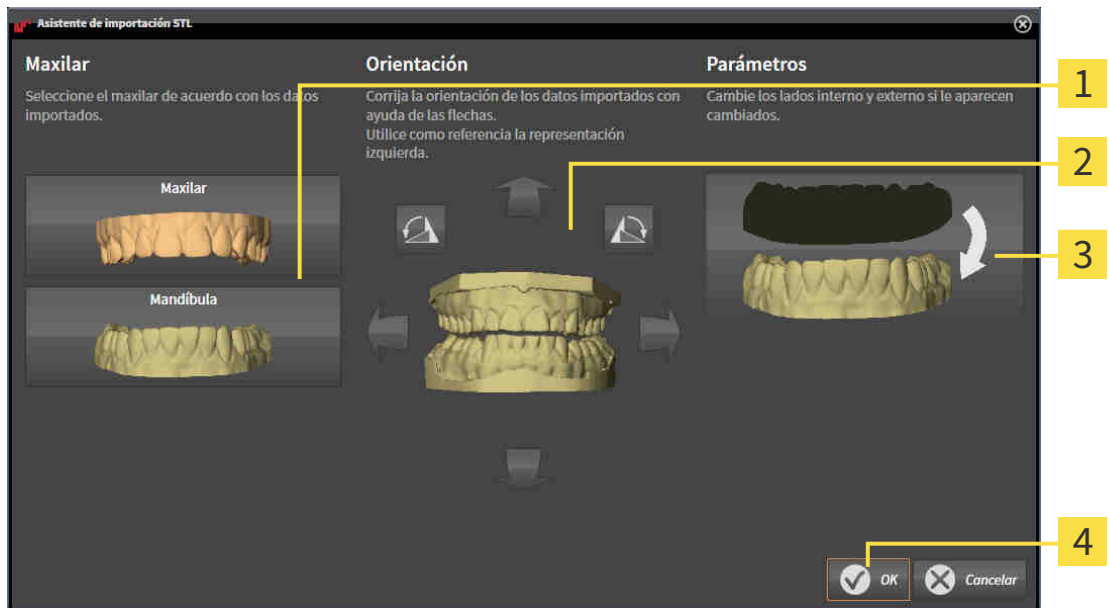 Asistente de importación STL
Maxilar
Seleccione el maxilar de acuerdo con los datos
importados.
Maxilar
Mandíbula
Orientación
Corrija la orientación de los datos importados con
ayuda de las flechas.
Utilice como referencia la representación
izquierda.
Parámetros
Cambie los lados interno y externo si le aparecen
cambiados.
OK
Cancelar
1
2
3
4